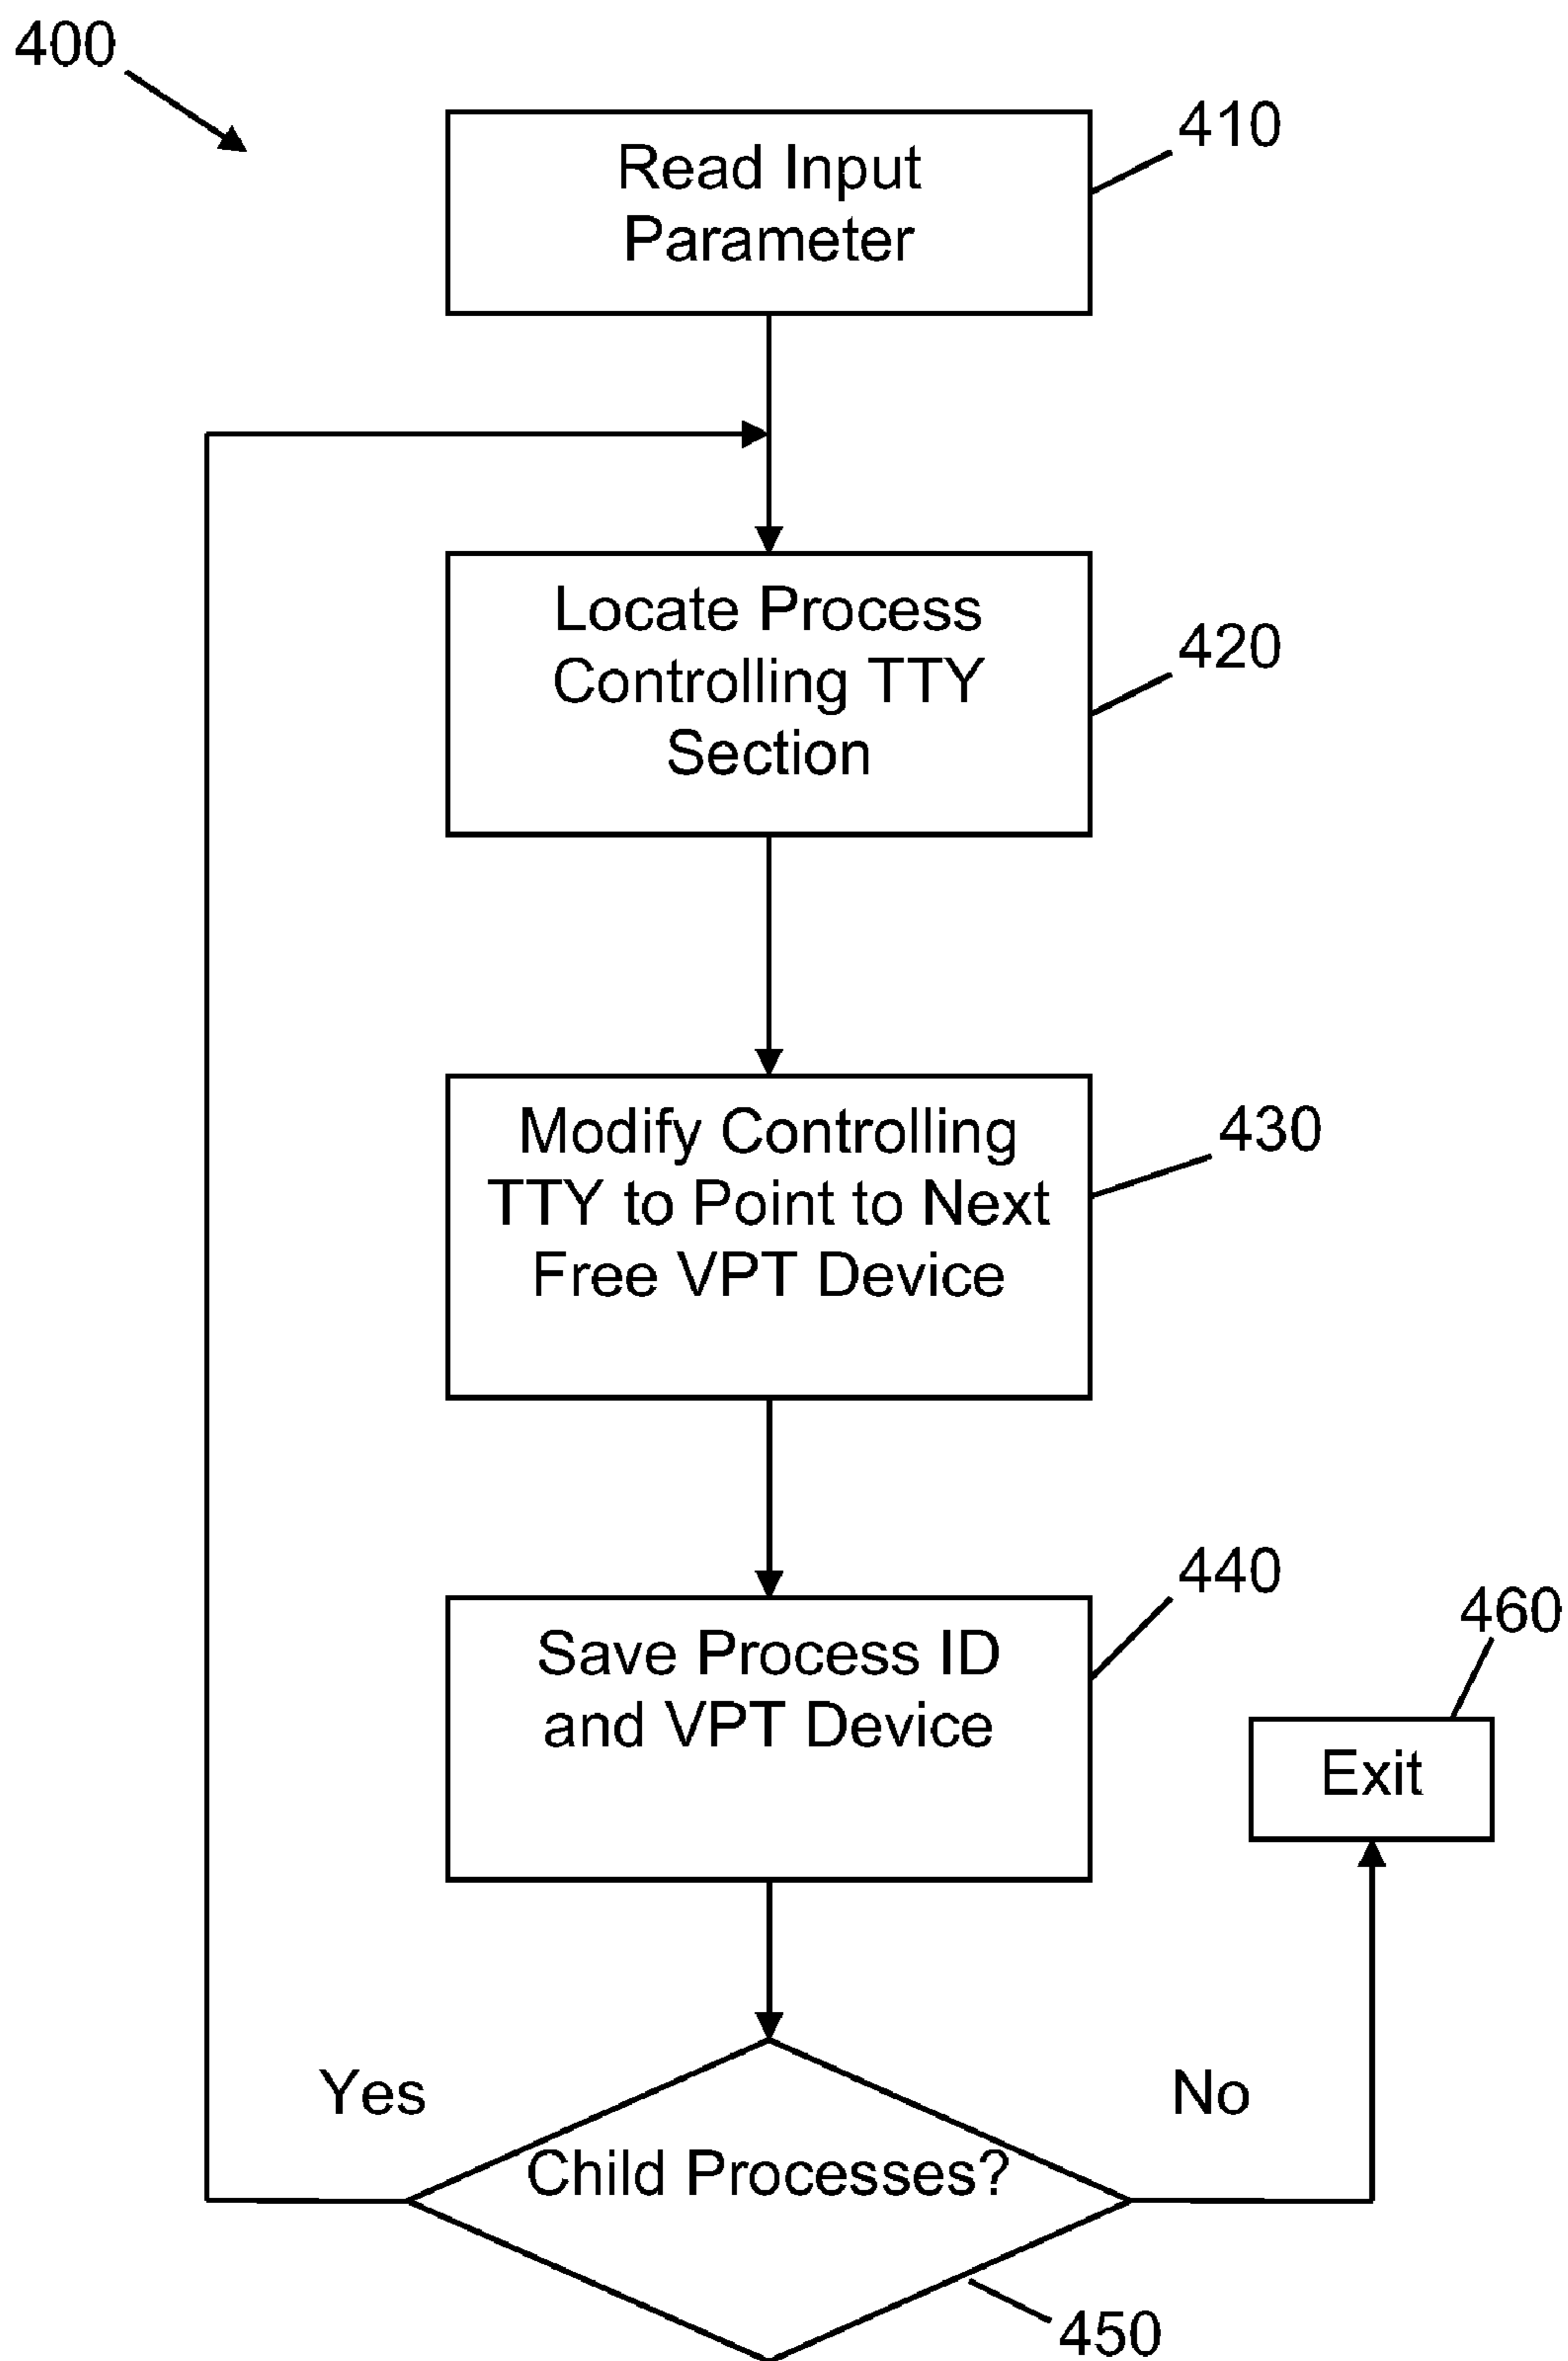 400
410
Read Input
Parameter
420
Locate Process
Controlling TTY
Section
430
Modify Controlling
TTY to Point to Next
Free VPT Device
440
Save Process ID
and VPT Device
460
Exit
Yes
No
Child Processes?
450